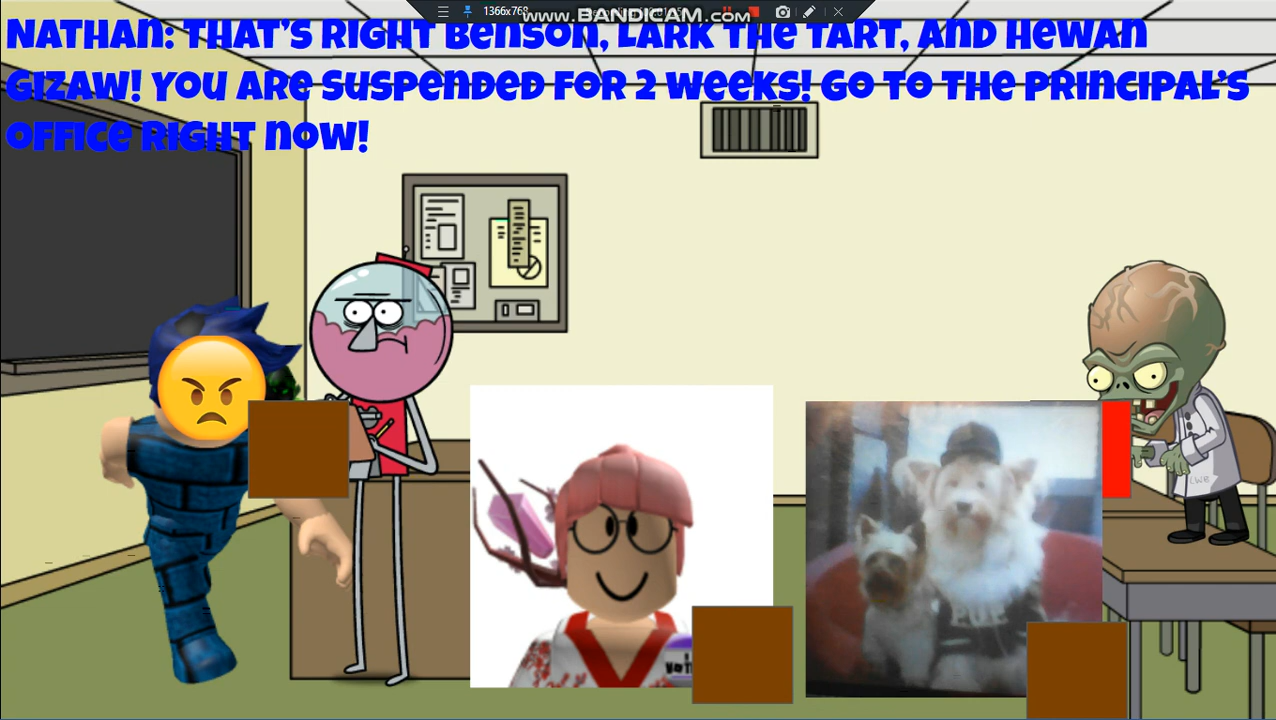 1366x768
www.BANDICAM.com
NATHAN: THAT'S RIGHT BENSON, LARK THE TART, AND HEWAN
GIZAW! YOU ARE SUSPENDED FOR 2 WEEKS! GO TO THE PRINCIPAL'S
OFFICE RIGHT NOW!
LWB